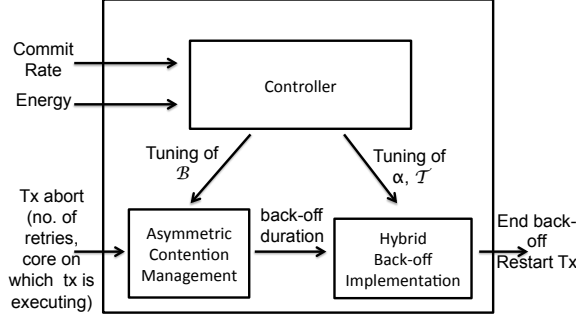 Commit
Rate
Energy
Controller
Tuning of
ℬ
Tuning of
α, 𝒯
Tx abort
(no. of
retries,
core on
which tx is
executing)
Asymmetric
Contention
Management
back-off
duration
Hybrid
Back-off
Implementation
End back-
off
Restart Tx